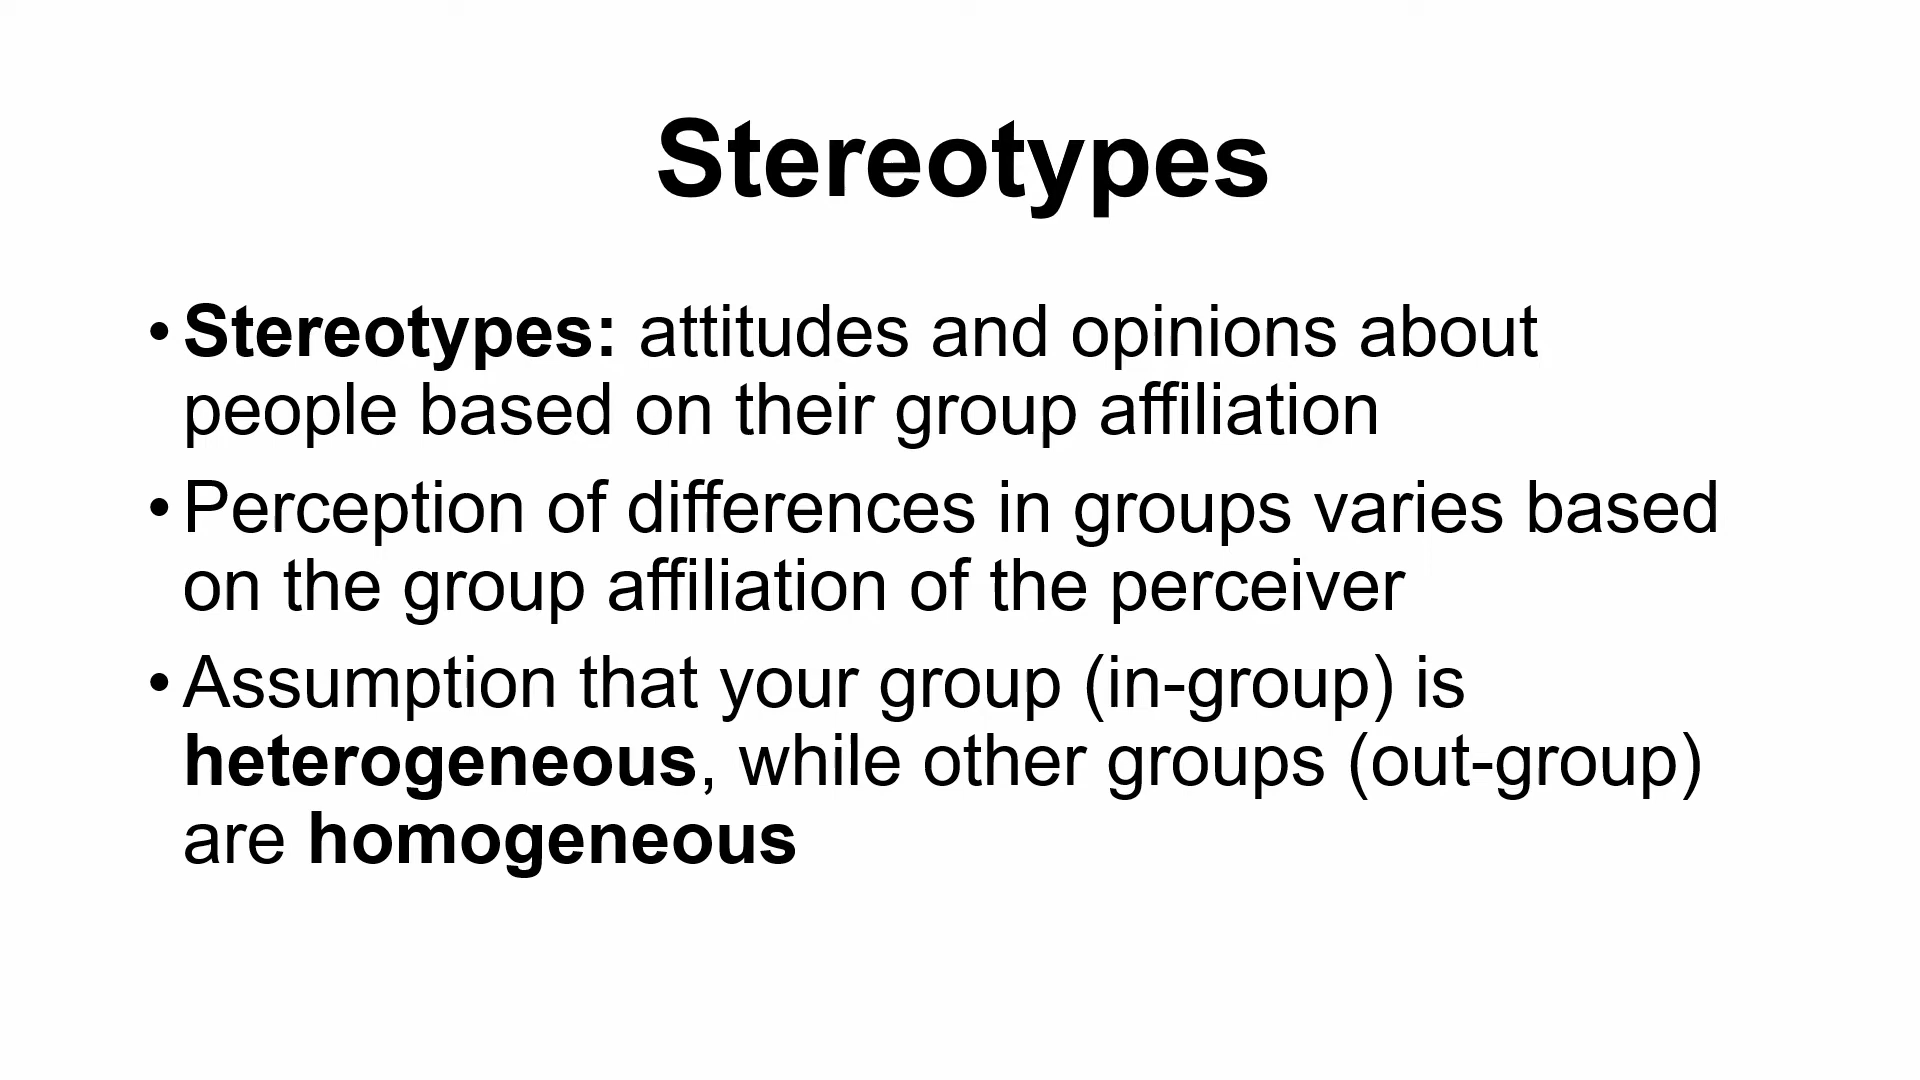 Stereotypes
• Stereotypes: attitudes and opinions about
people based on their group affiliation
• Perception of differences in groups varies based
on the group affiliation of the perceiver
• Assumption that your group (in-group) is
heterogeneous, while other groups (out-group)
are homogeneous